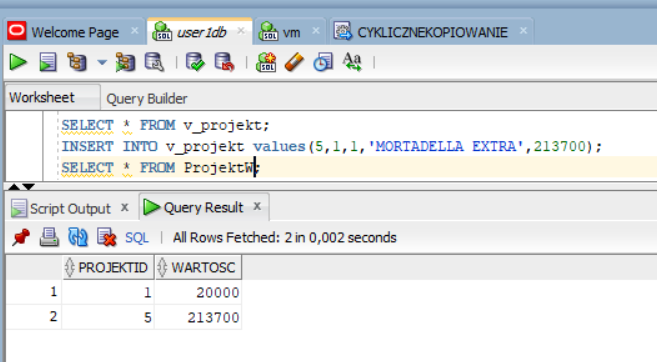 Welcome Page × user1db × vm × CYKLICZNEKOPIOWANIE ×
Worksheet Query Builder
SELECT * FROM v_projekt;
INSERT INTO v_projekt values(5,1,1,'MORTADELLA EXTRA',213700);
SELECT * FROM ProjektW;
Script Output × Query Result ×
SQL | All Rows Fetched: 2 in 0,002 seconds
PROJEKTID WARTOSC
1 1 20000
2 5 213700